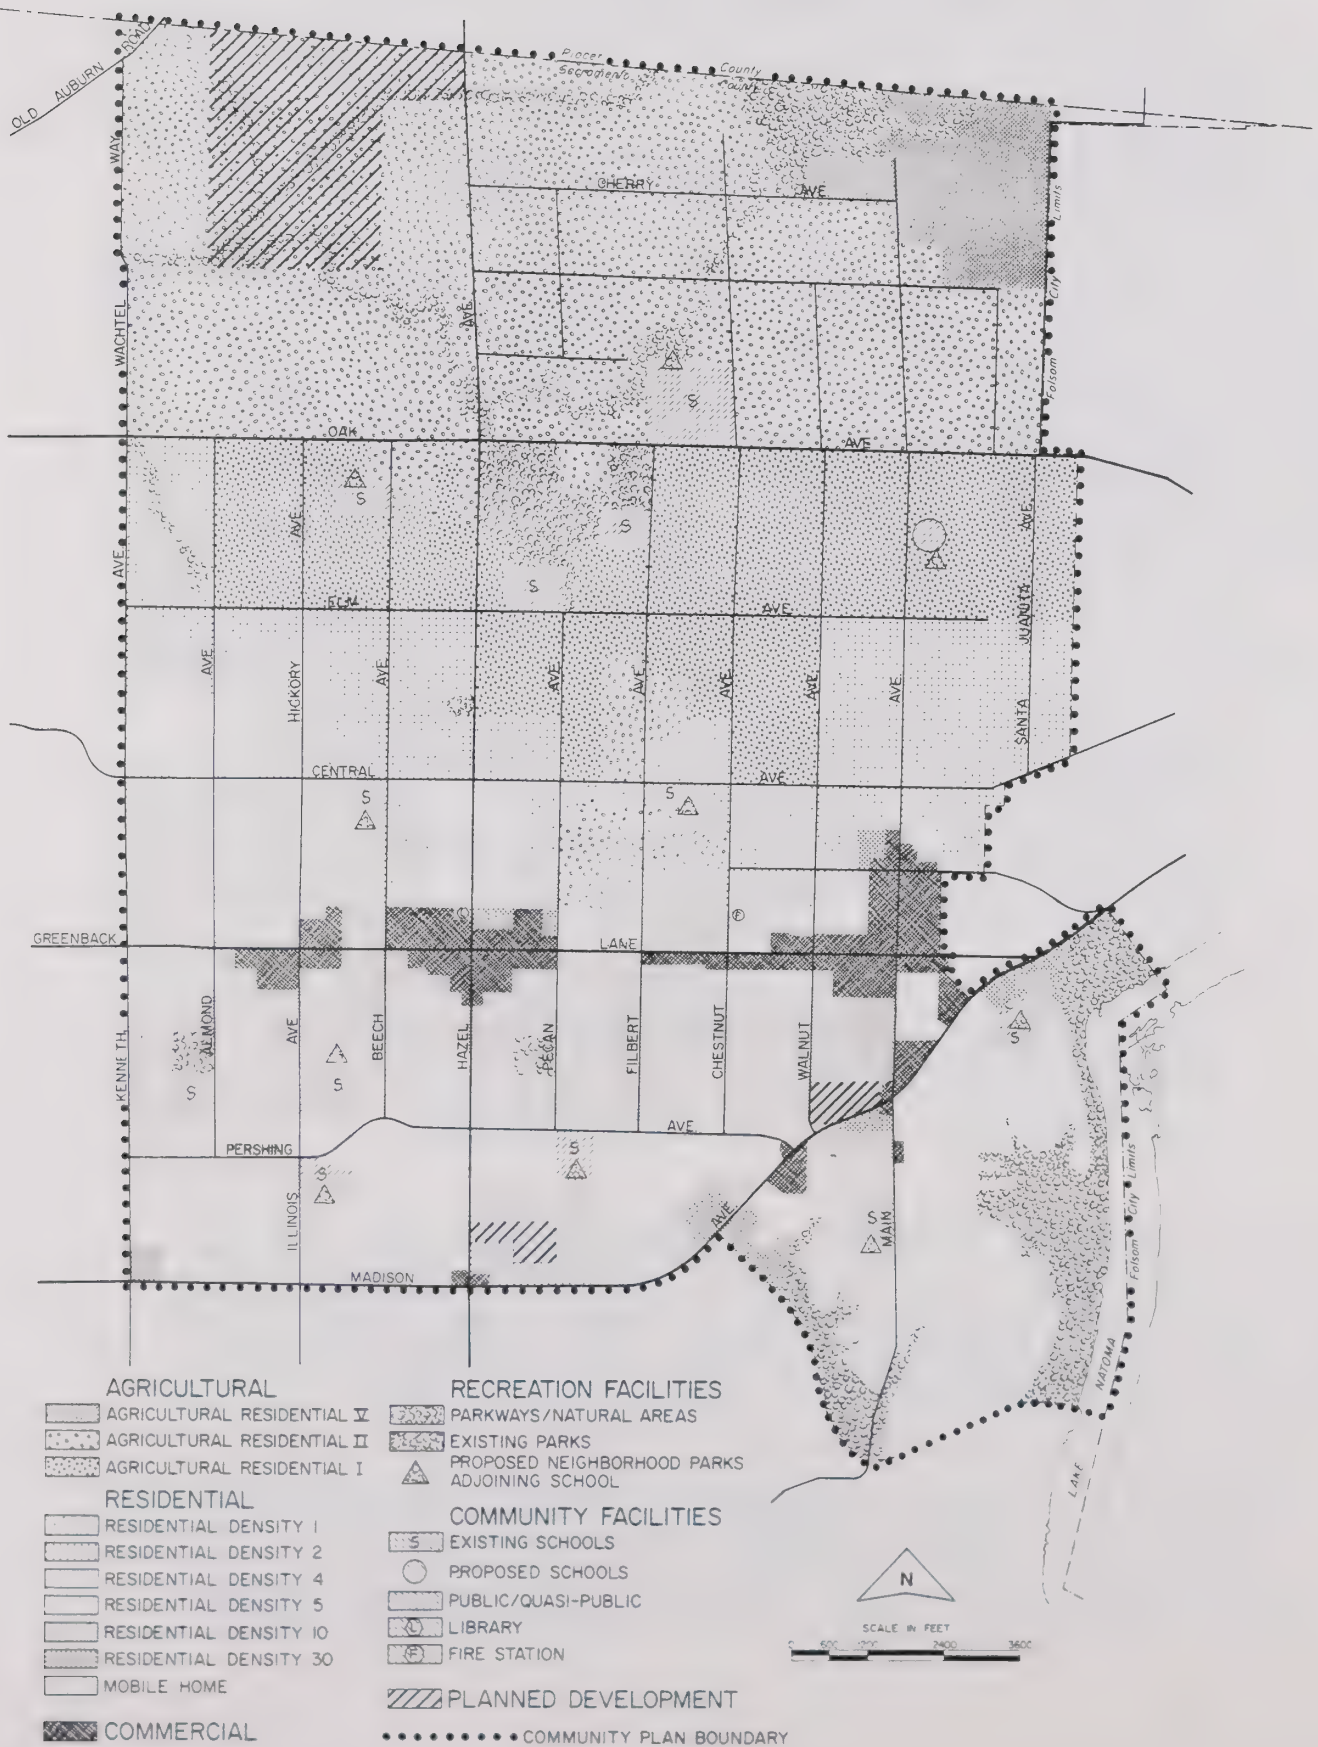 OLD AUBURN ROAD
Placer County
Sacramento County
WAY
CHERRY AVE
Folsom City Limits
WACHTEL
AVE
OAK AVE
S
S
AVE
AVE
S
S
AVE
ELM AVE
JUANITA
AVE
HICKORY
AVE
AVE
AVE
AVE
AVE
AVE
SANTA
CENTRAL AVE
S
S
F
GREENBACK LANE
KENNETH
ALMOND
AVE
BEECH
HAZEL
PECAN
FILBERT
CHESTNUT
WALNUT
S
S
S
PERSHING AVE
S
S
ILLINOIS
AVE
S
MAIN
MADISON
Folsom City Limits
LAKE NATOMA
AGRICULTURAL
AGRICULTURAL RESIDENTIAL V
AGRICULTURAL RESIDENTIAL II
AGRICULTURAL RESIDENTIAL I
RESIDENTIAL
RESIDENTIAL DENSITY 1
RESIDENTIAL DENSITY 2
RESIDENTIAL DENSITY 4
RESIDENTIAL DENSITY 5
RESIDENTIAL DENSITY 10
RESIDENTIAL DENSITY 30
MOBILE HOME
COMMERCIAL
RECREATION FACILITIES
PARKWAYS/NATURAL AREAS
EXISTING PARKS
PROPOSED NEIGHBORHOOD PARKS
ADJOINING SCHOOL
COMMUNITY FACILITIES
S EXISTING SCHOOLS
PROPOSED SCHOOLS
PUBLIC/QUASI-PUBLIC
L LIBRARY
F FIRE STATION
PLANNED DEVELOPMENT
COMMUNITY PLAN BOUNDARY
N
SCALE IN FEET
0 600 1200 2400 3600